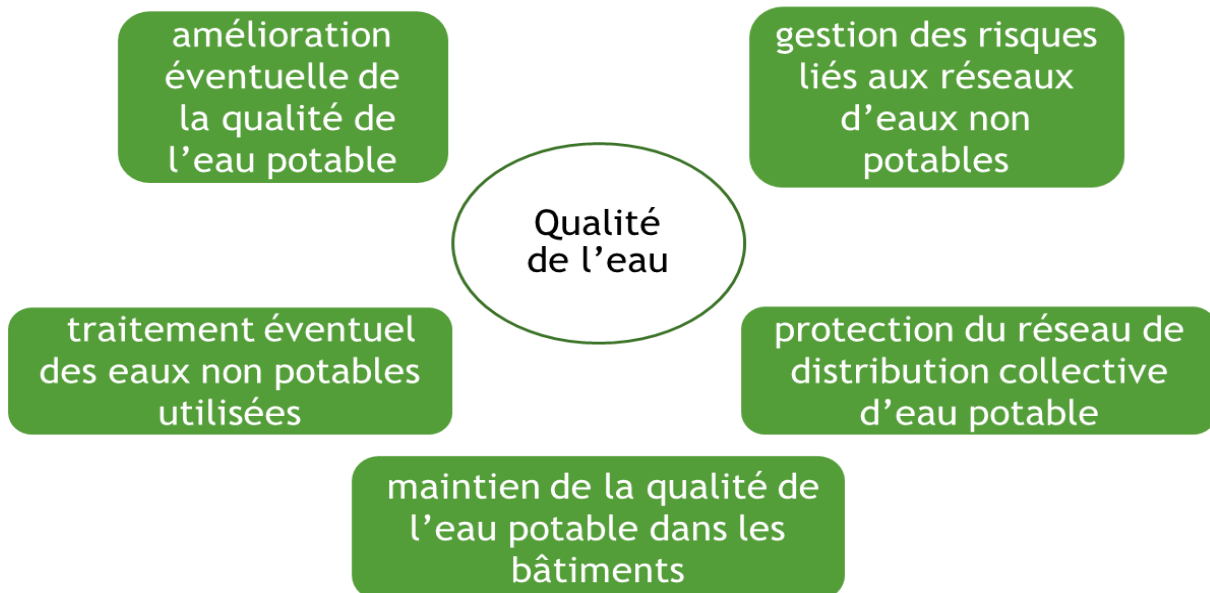 amélioration
éventuelle de
la qualité de
l’eau potable
gestion des risques
liés aux réseaux
d’eaux non
potables
Qualité
de l’eau
traitement éventuel
des eaux non potables
utilisées
protection du réseau de
distribution collective
d’eau potable
maintien de la qualité de
l’eau potable dans les
bâtiments